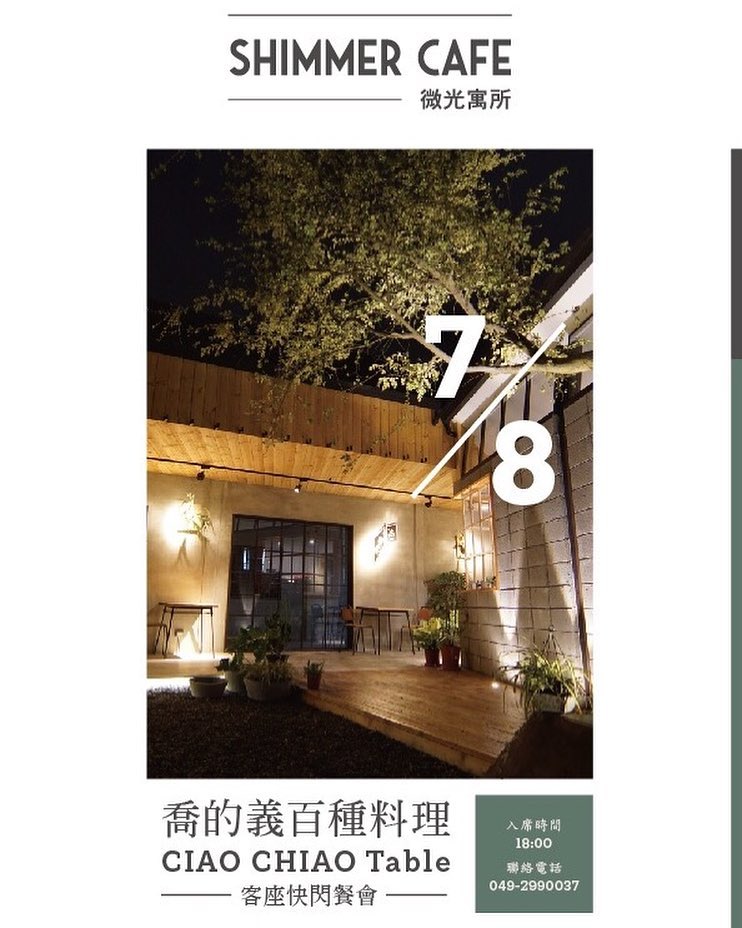 SHIMMER CAFE
微光寓所
7/8
喬的義百種料理
CIAO CHIAO Table
客座快閃餐會
入席時間
18:00
聯絡電話
049-2990037